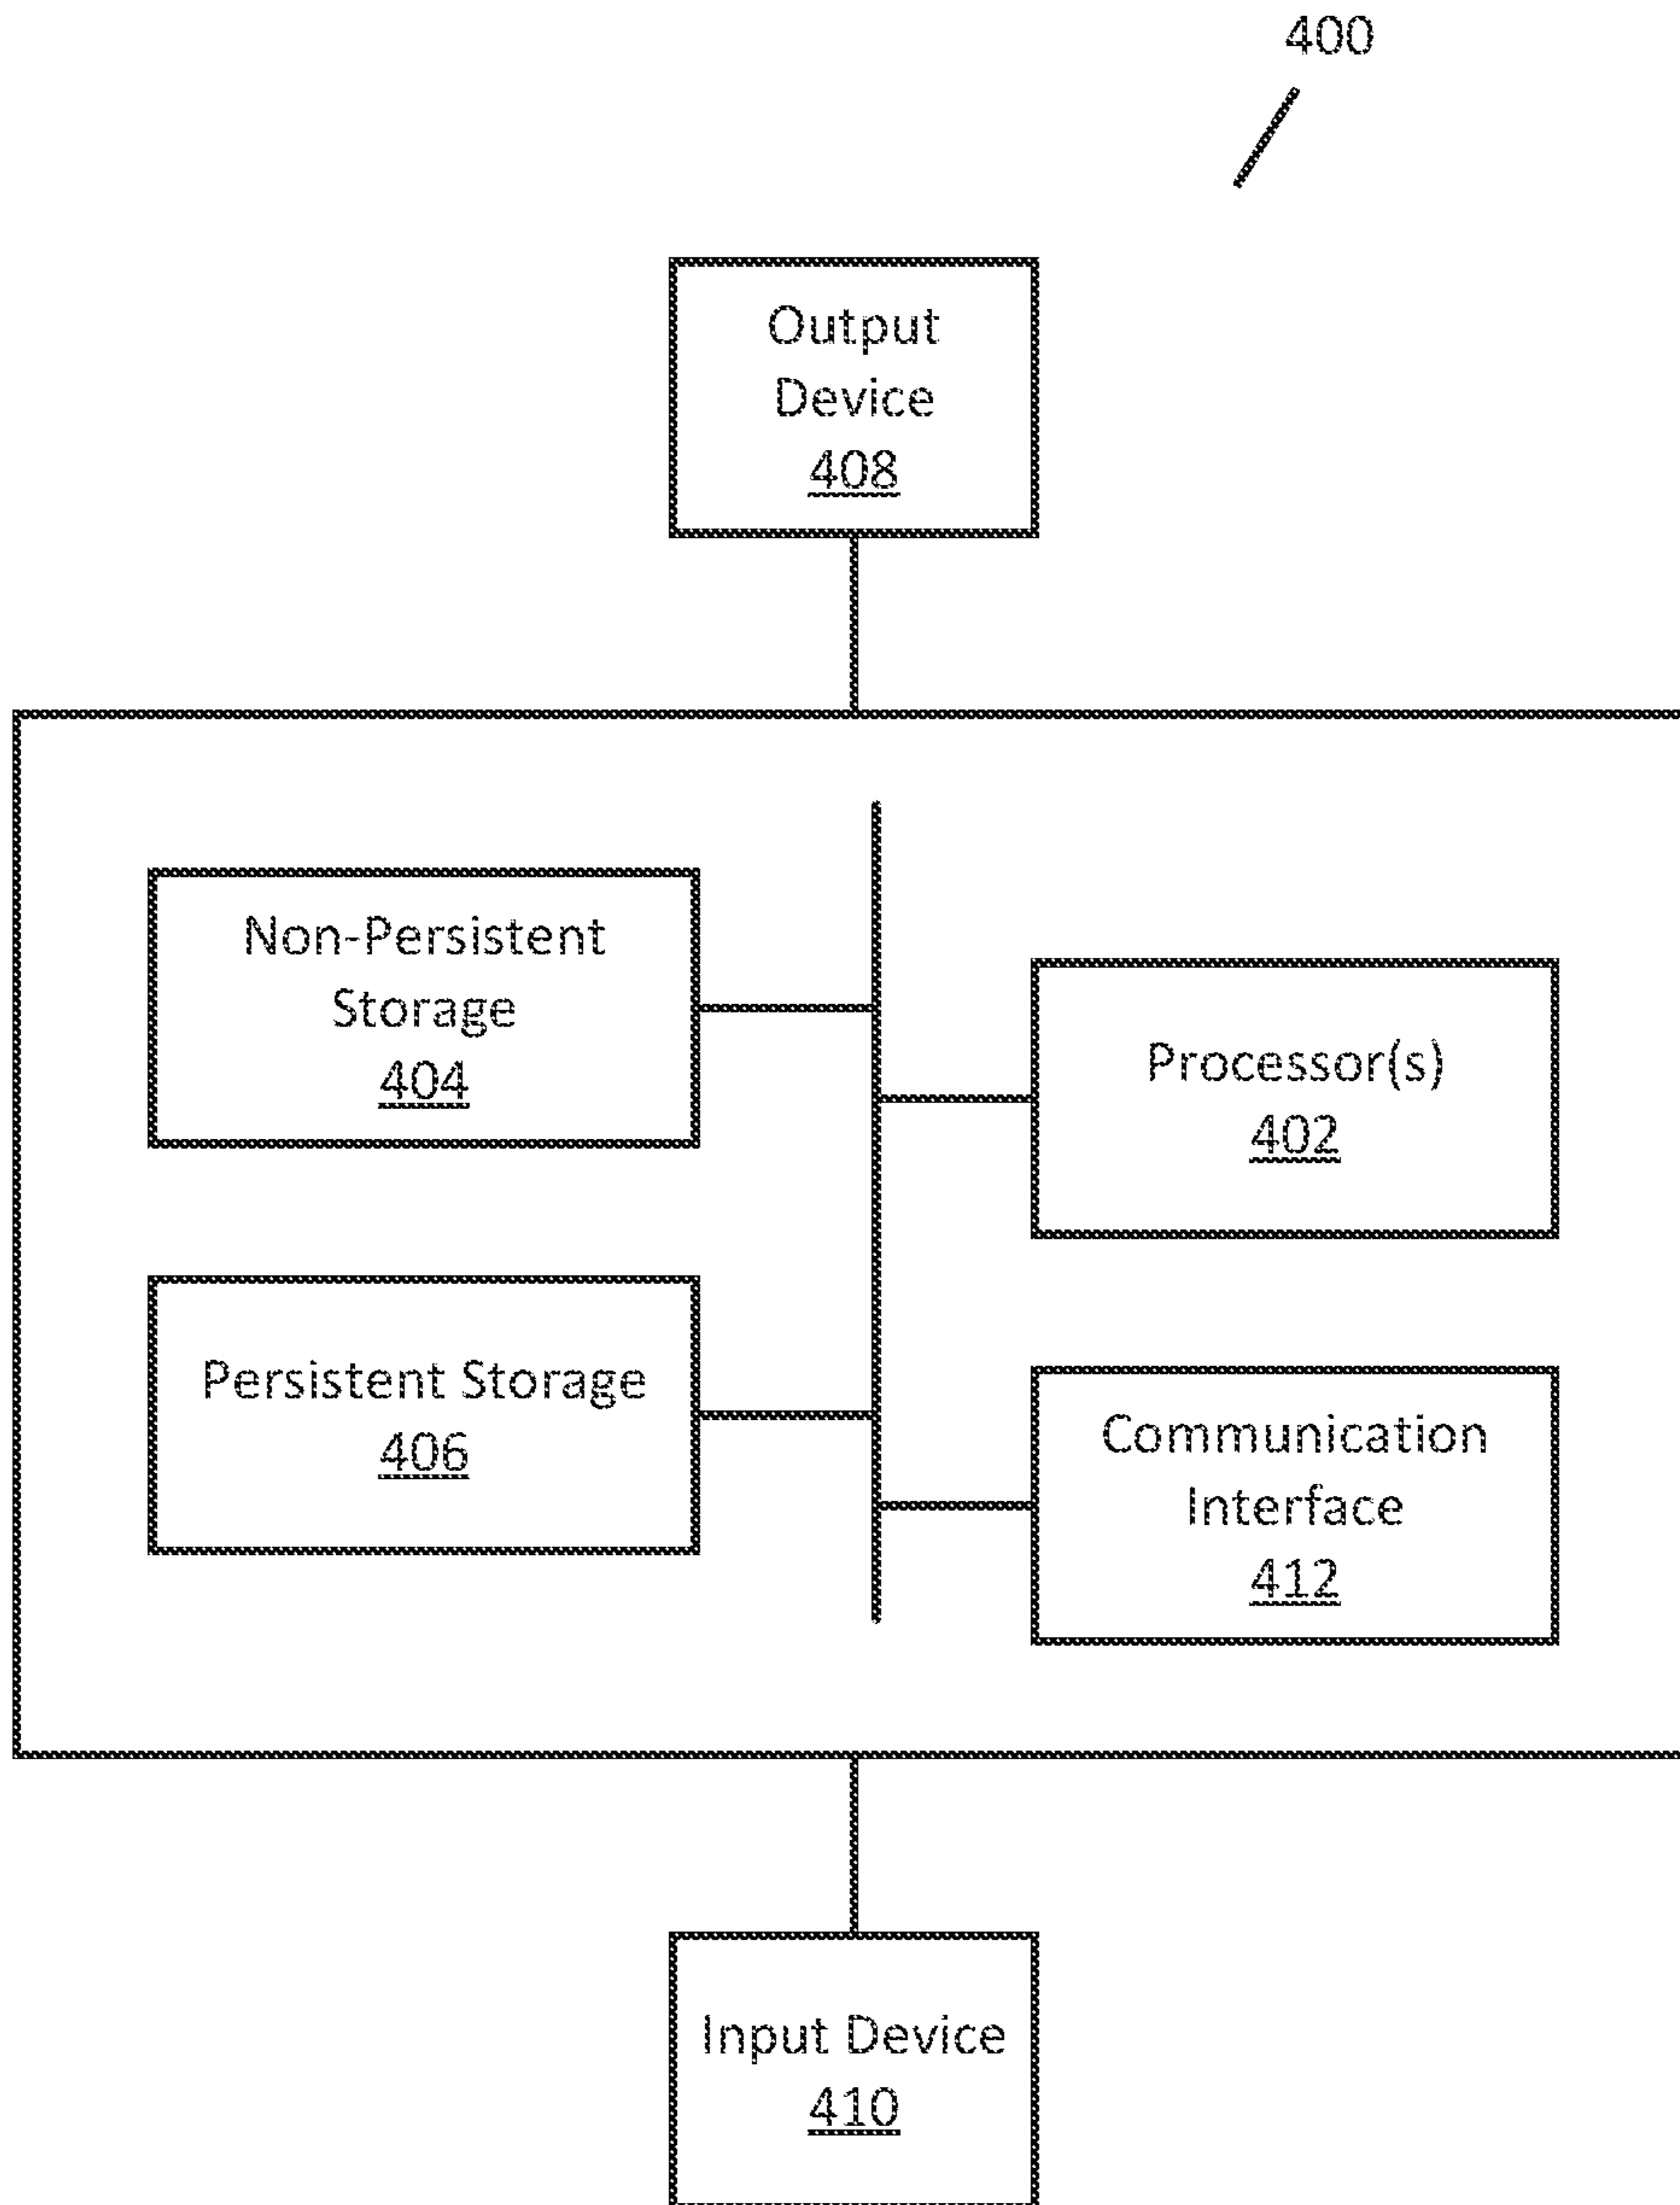 400
Output
Device
408
Non-Persistent
Storage
404
Processor(s)
402
Persistent Storage
406
Communication
Interface
412
Input Device
410